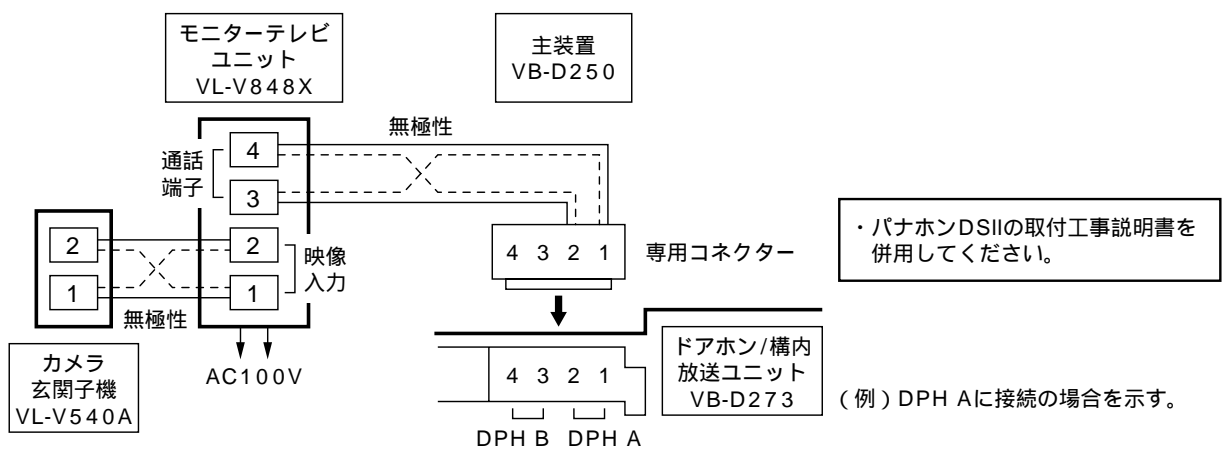 モニターテレビ
ユニット
VL-V848X
主装置
VB-D250
無極性
通話
端子
4
3
2
1
2
1
映像
入力
無極性
AC100V
カメラ
玄関子機
VL-V540A
4 3 2 1
専用コネクター
・パナホンDSIIの取付工事説明書を
併用してください。
4 3 2 1
DPH B DPH A
ドアホン/構内
放送ユニット
VB-D273
(例)DPH Aに接続の場合を示す。